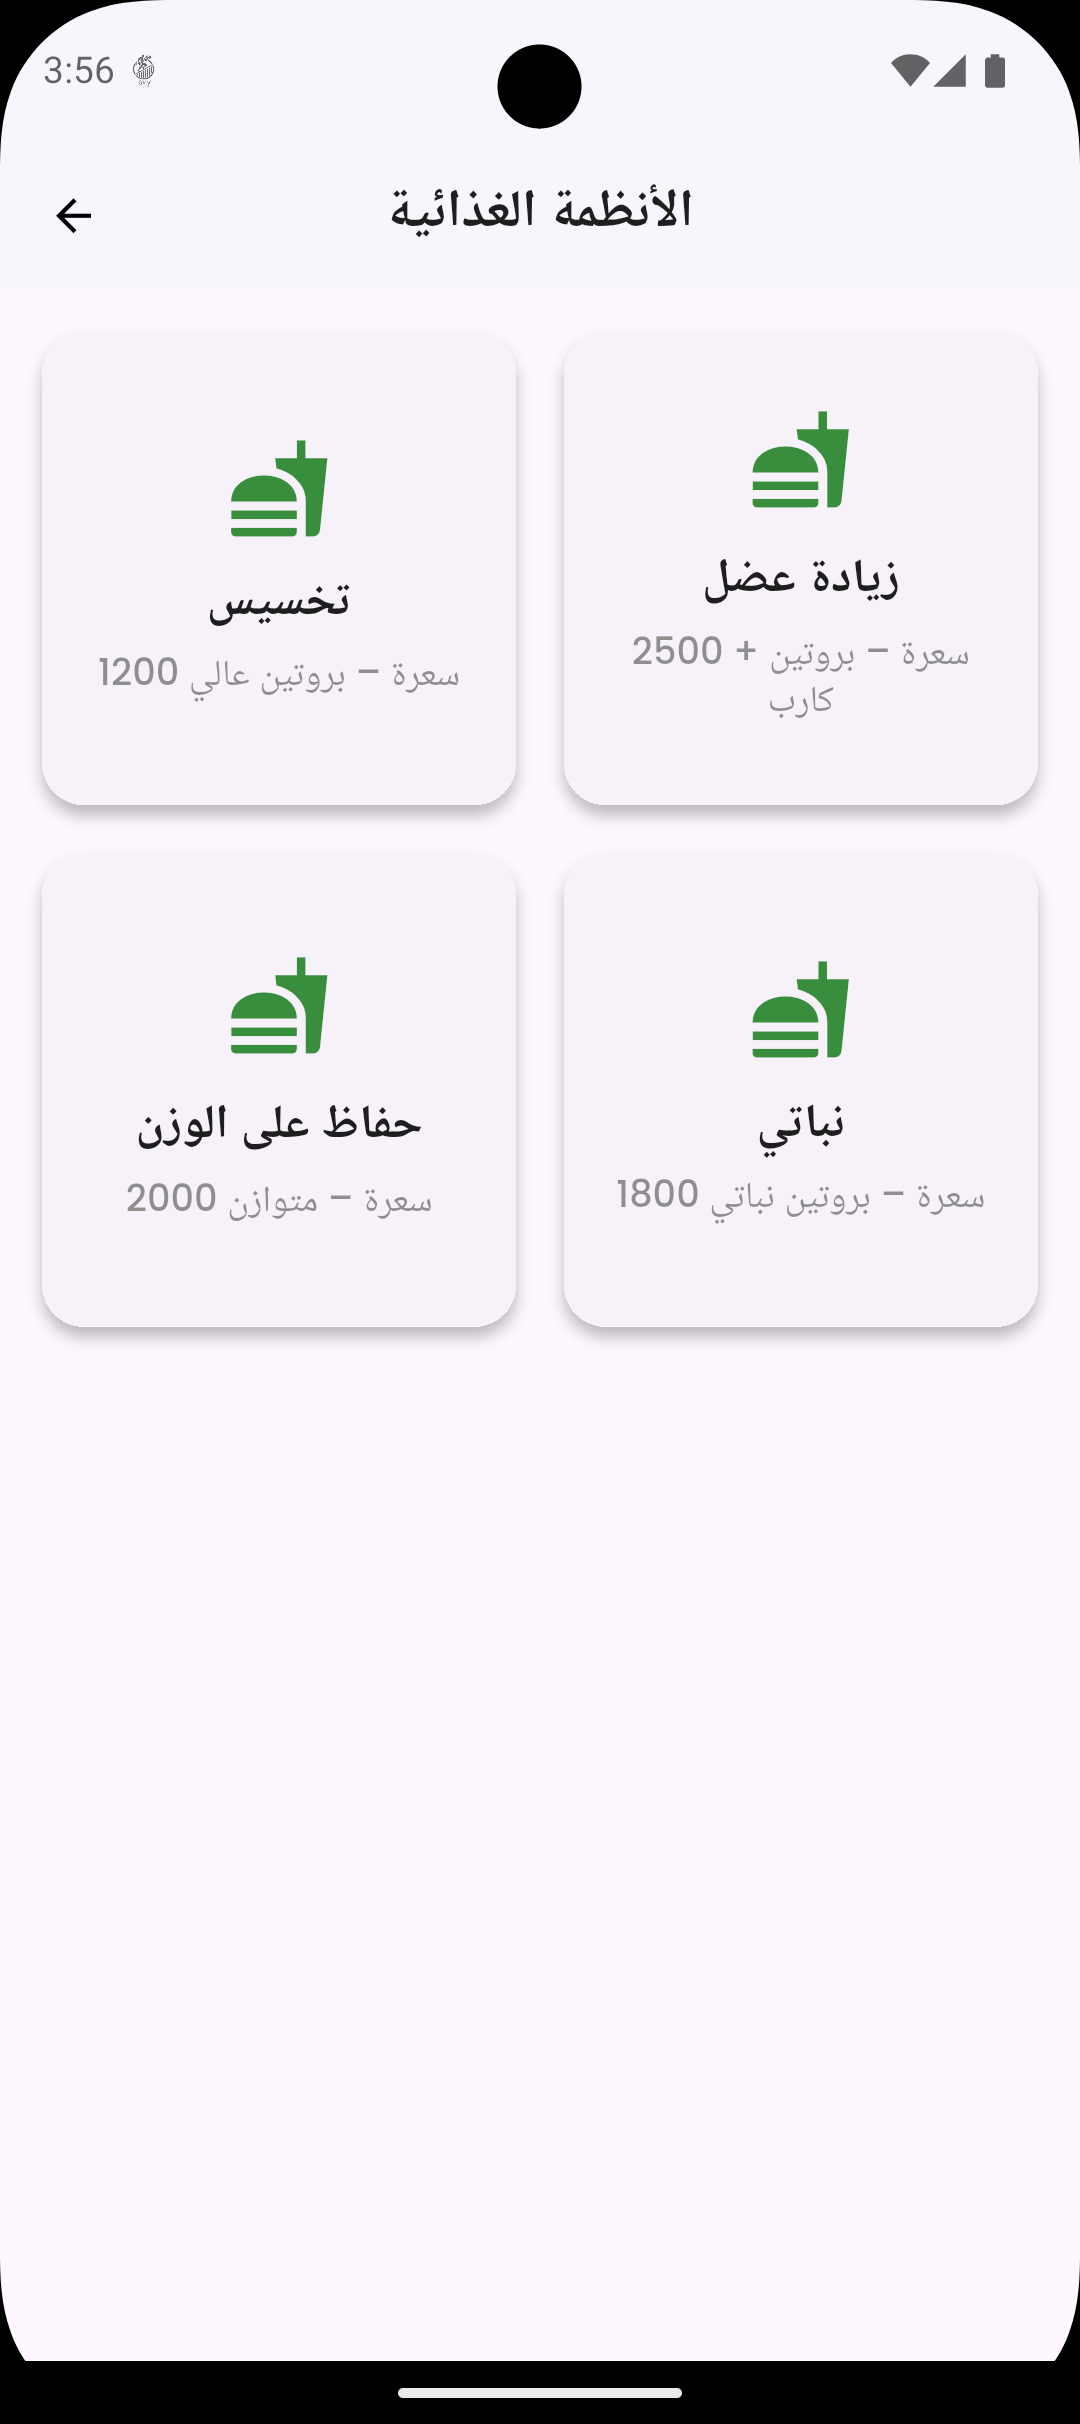 3:56
الأنظمة الغذائية
تخسيس
1200 سعرة – بروتين عالي
زيادة عضل
2500 سعرة – بروتين +
كارب
حفاظ على الوزن
2000 سعرة – متوازن
نباتي
1800 سعرة – بروتين نباتي